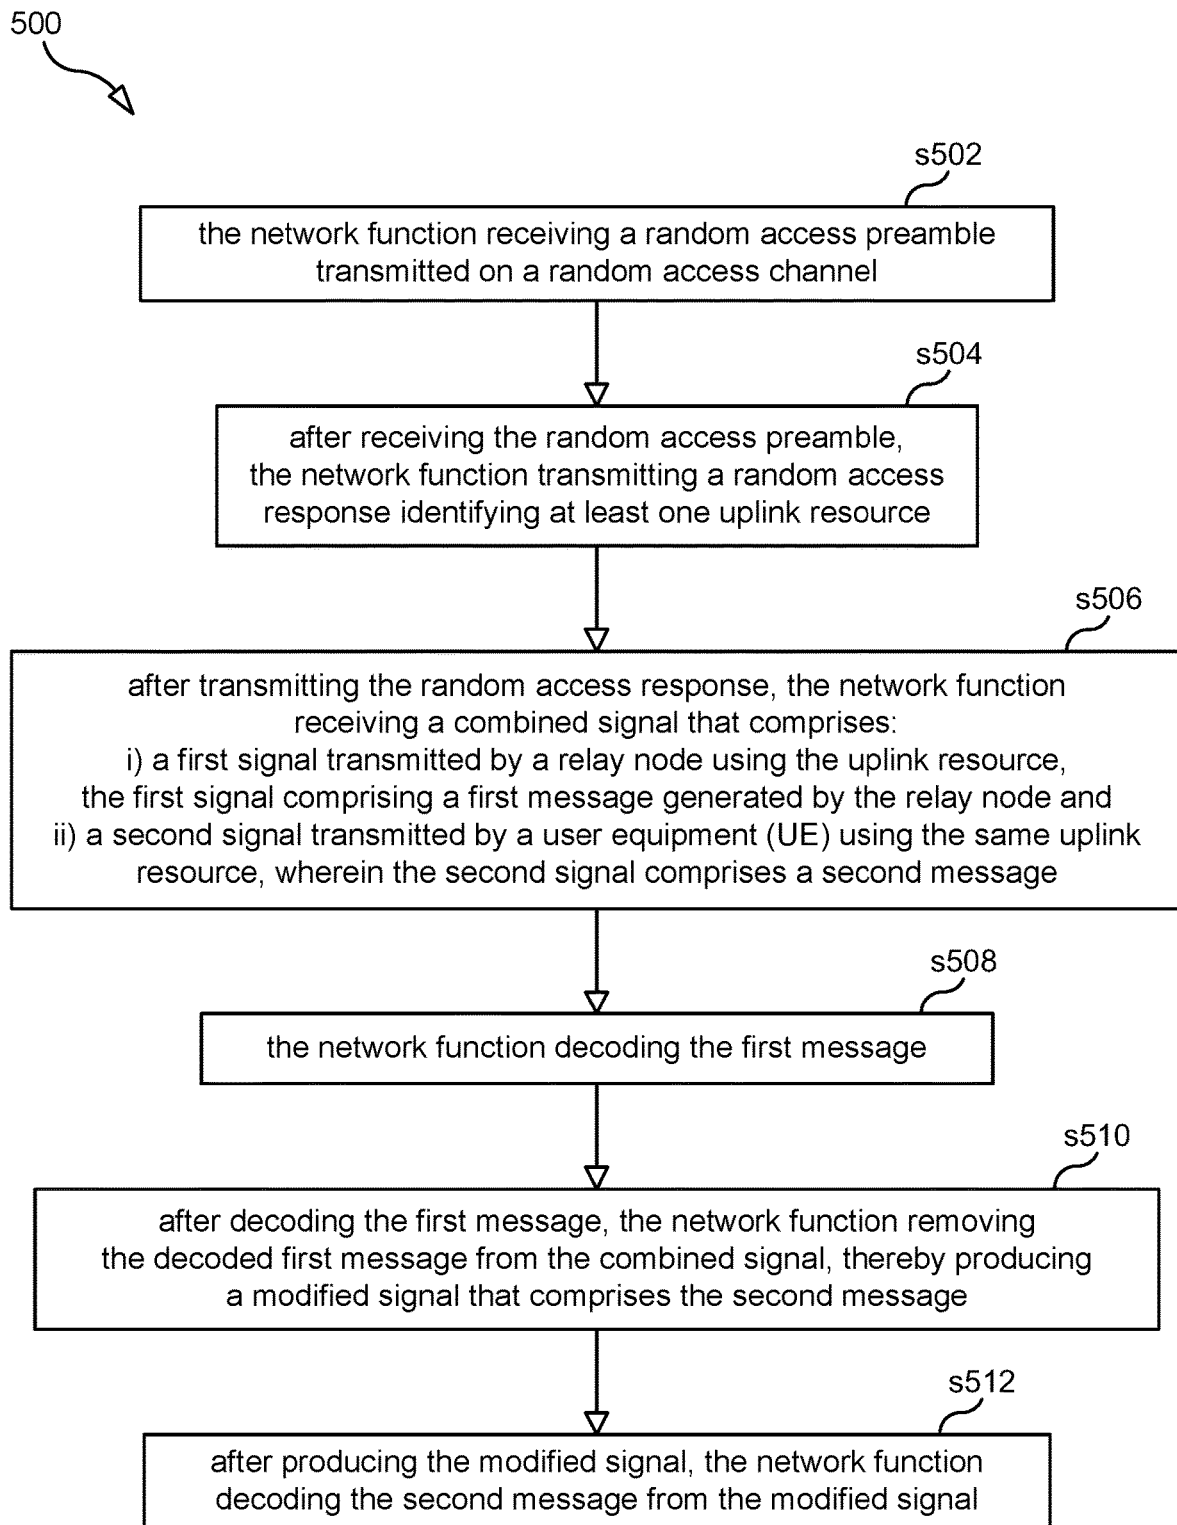 500
s502
the network function receiving a random access preamble
transmitted on a random access channel
s504
after receiving the random access preamble,
the network function transmitting a random access
response identifying at least one uplink resource
s506
after transmitting the random access response, the network function
receiving a combined signal that comprises:
i) a first signal transmitted by a relay node using the uplink resource,
the first signal comprising a first message generated by the relay node and
ii) a second signal transmitted by a user equipment (UE) using the same uplink
resource, wherein the second signal comprises a second message
s508
the network function decoding the first message
s510
after decoding the first message, the network function removing
the decoded first message from the combined signal, thereby producing
a modified signal that comprises the second message
s512
after producing the modified signal, the network function
decoding the second message from the modified signal